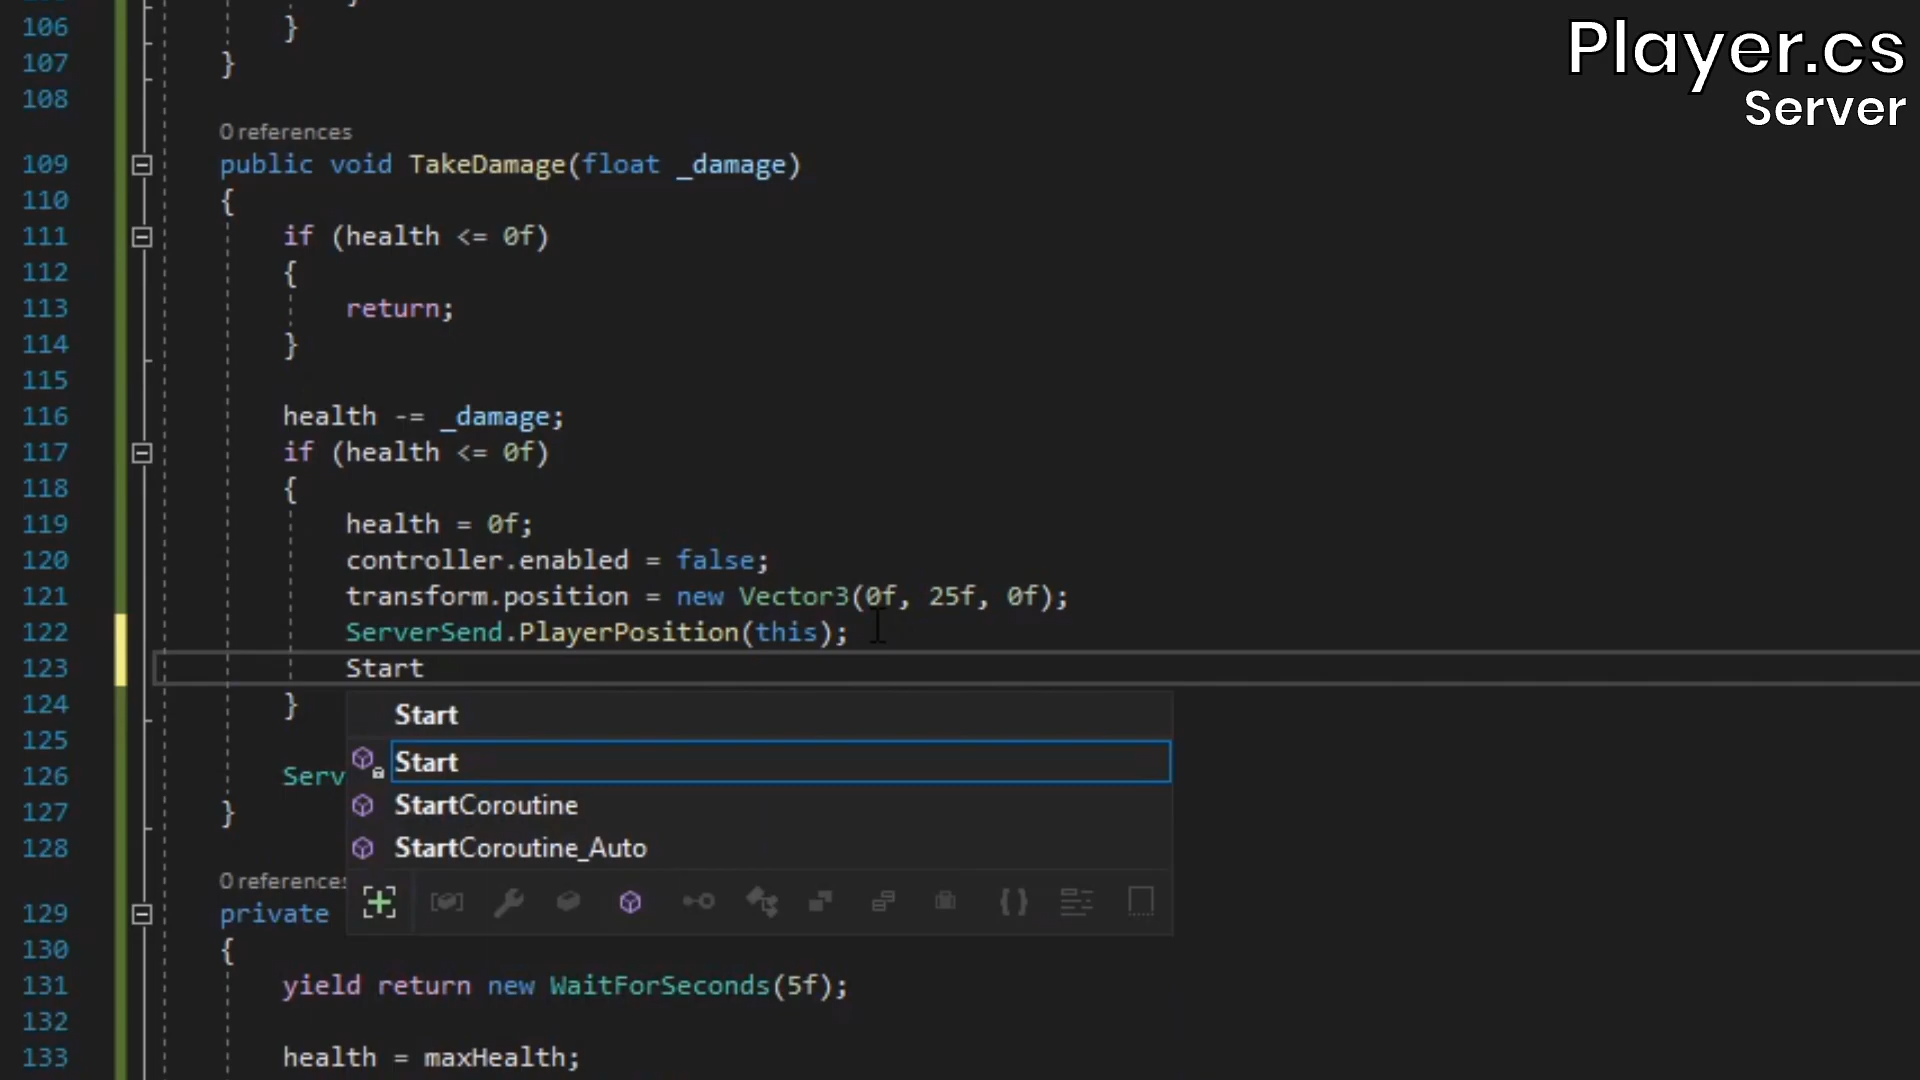 Player.cs
Server
106 }
107 }
108
0 references
109 public void TakeDamage(float _damage)
110 {
111 if (health <= 0f)
112 {
113 return;
114 }
115
116 health -= _damage;
117 if (health <= 0f)
118 {
119 health = 0f;
120 controller.enabled = false;
121 transform.position = new Vector3(0f, 25f, 0f);
122 ServerSend.PlayerPosition(this);
123 Start
124 }
Start
125
Start
126 Serv
StartCoroutine
127 }
StartCoroutine_Auto
128
0 references
129 private
130 {
131 yield return new WaitForSeconds(5f);
132
133 health = maxHealth;